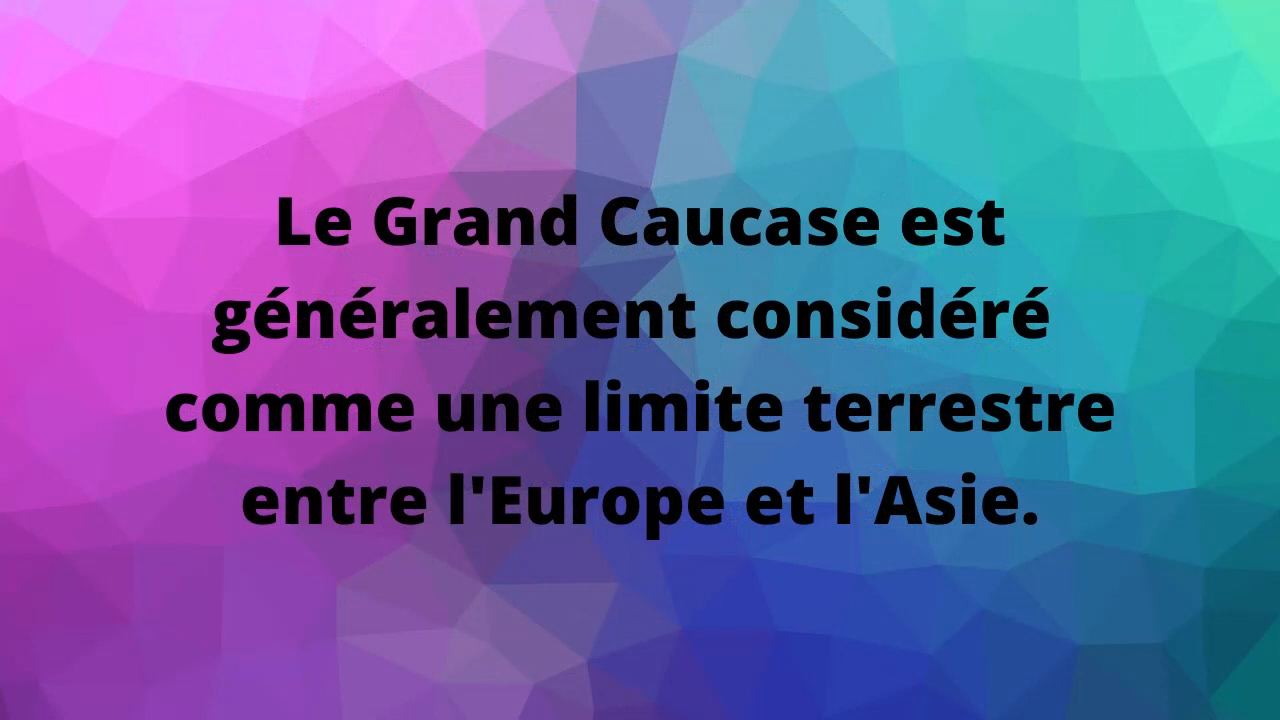 Le Grand Caucase est
généralement considéré
comme une limite terrestre
entre l'Europe et l'Asie.